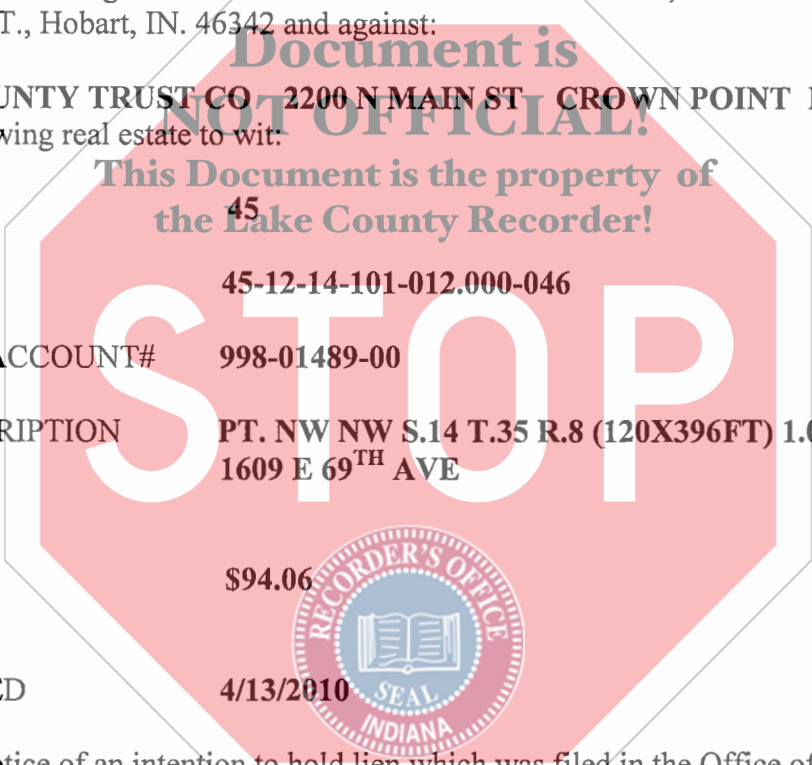 T., Hobart, IN. 46342 and against:
Document is
UNTY TRUST CO 2200 N MAIN ST CROWN POINT
NOT OFFICIAL!
wing real estate to wit:
This Document is the property of
45
the Lake County Recorder!
45-12-14-101-012.000-046
STOP
ACCOUNT# 998-01489-00
RIPTION PT. NW NW S.14 T.35 R.8 (120X396FT) 1.0
1609 E 69TH AVE
$94.06
RECORDER'S OFFICE
SEAL
INDIANA
ED 4/13/2010
tice of an intention to hold lien which was filed in the Office of